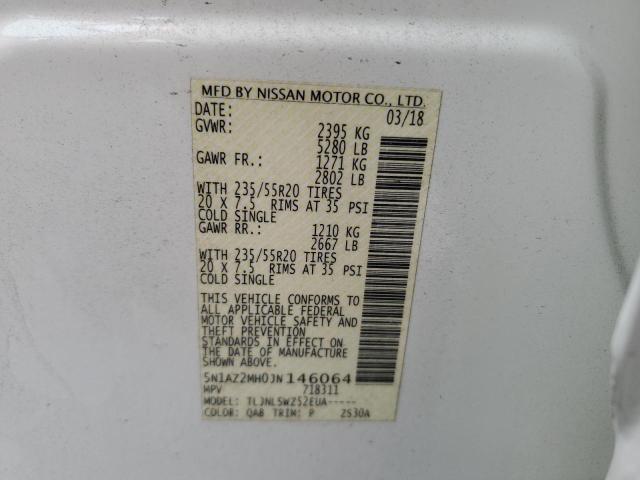 MFD BY NISSAN MOTOR CO., LTD.
DATE: 03/18
GVWR: 2395 KG
5280 LB
GAWR FR.: 1271 KG
2802 LB
WITH 235/55R20 TIRES
20 X 7.5 RIMS AT 35 PSI
COLD SINGLE
GAWR RR.: 1210 KG
2667 LB
WITH 235/55R20 TIRES
20 X 7.5 RIMS AT 35 PSI
COLD SINGLE
THIS VEHICLE CONFORMS TO
ALL APPLICABLE FEDERAL
MOTOR VEHICLE SAFETY AND
THEFT PREVENTION
STANDARDS IN EFFECT ON
THE DATE OF MANUFACTURE
SHOWN ABOVE.
5N1AZ2MH0JN146064
MPV 718311
MODEL: TLJNLSWZ52EUA-----
COLOR: QAB TRIM: P ZS30A